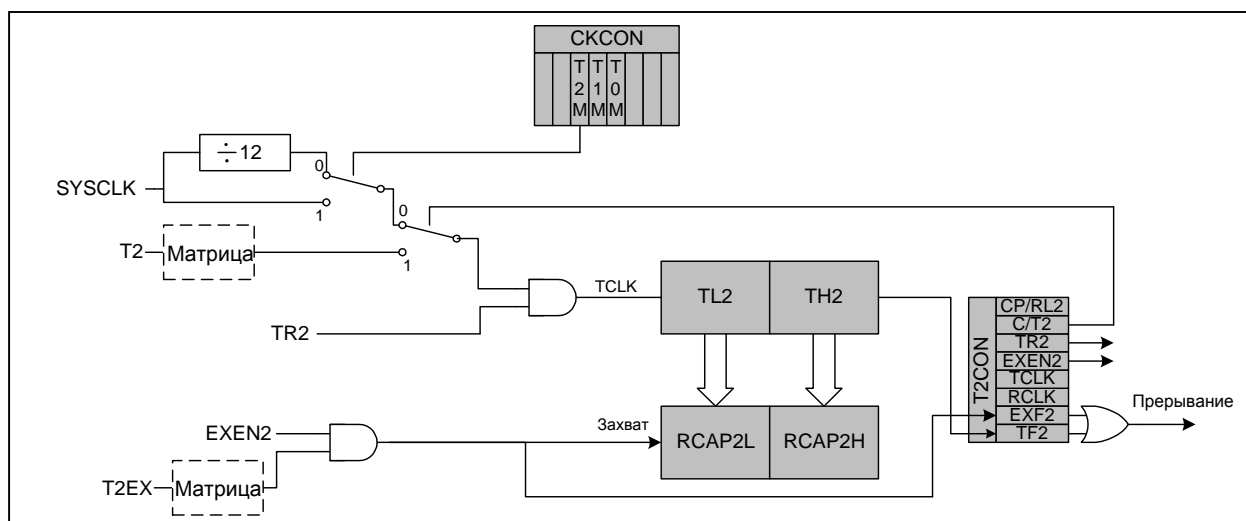 CKCON
T2M
T1M
T0M
÷12
0
SYSCLK
1
0
T2
Матрица
1
TCLK
TL2
TH2
TR2
T2CON
CP/RL2
C/T2
TR2
EXEN2
TCLK
RCLK
EXF2
TF2
Прерывание
EXEN2
Захват
RCAP2L
RCAP2H
T2EX
Матрица